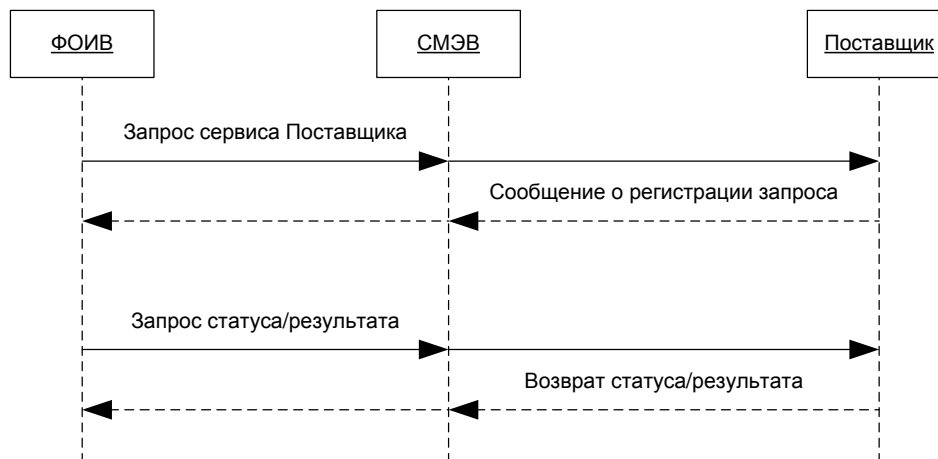 ФОИВ
СМЭВ
Поставщик
Запрос сервиса Поставщика
Сообщение о регистрации запроса
Запрос статуса/результата
Возврат статуса/результата